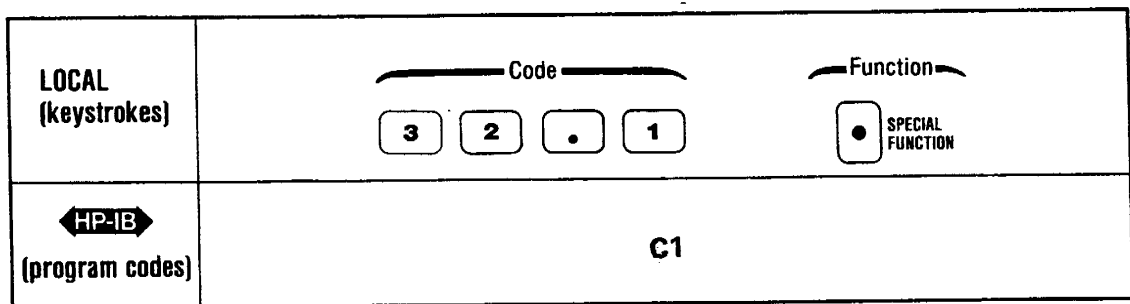 LOCAL
(keystrokes)
Code
Function
3 2 . 1
SPECIAL
FUNCTION
HP-IB
(program codes)
C1